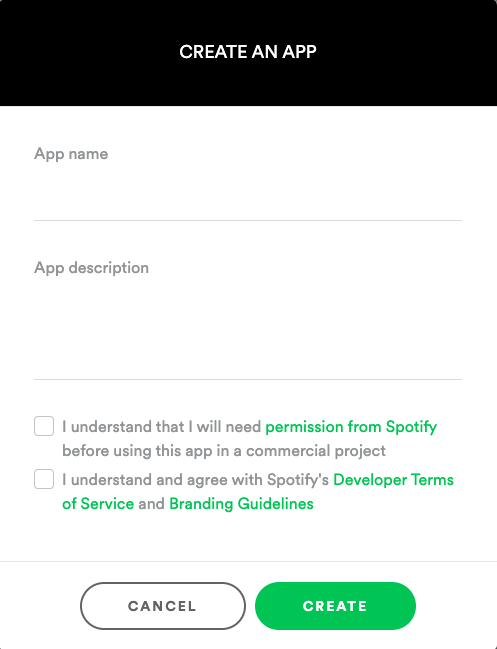 CREATE AN APP
App name
App description
I understand that I will need permission from Spotify
before using this app in a commercial project
I understand and agree with Spotify's Developer Terms
of Service and Branding Guidelines
CANCEL
CREATE